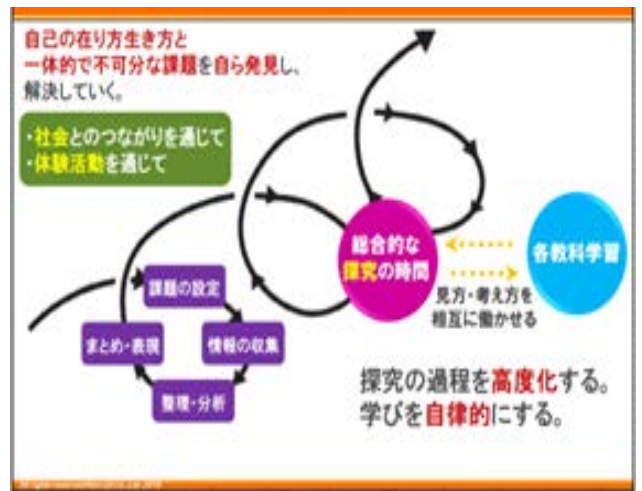 自己の在り方生き方と
一体的で不可分な課題を自ら発見し、
解決していく。
・社会とのつながりを通じて
・体験活動を通じて
総合的な
探究の時間
各教科学習
見方・考え方を
相互に働かせる
課題の設定
まとめ・表現
情報の収集
整理・分析
探究の過程を高度化する。
学びを自律的にする。